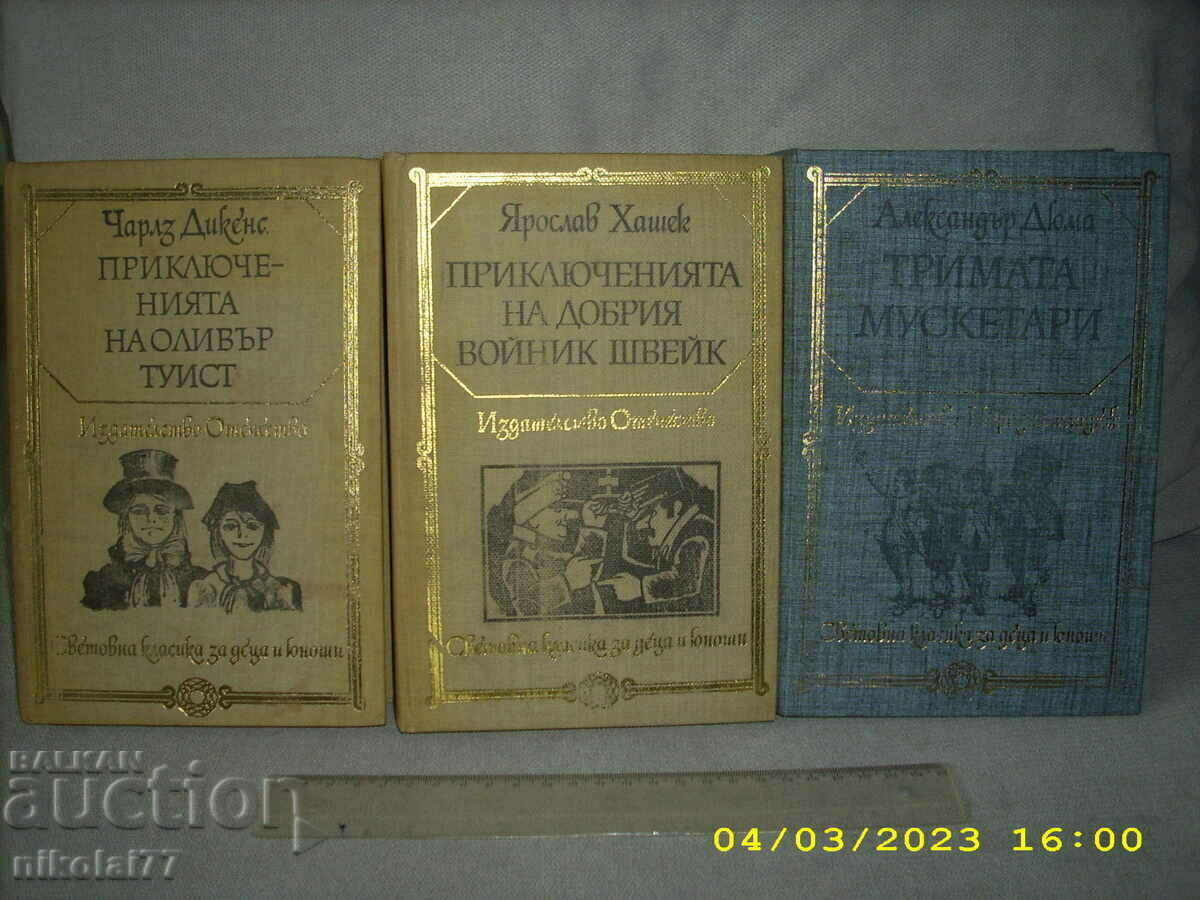 Чарлз Дикенс
ПРИКЛЮЧЕ-
НИЯТА
НА ОЛИВЪР
ТУИСТ
Издателство Отечество
Световна класика за деца и юноши
Ярослав Хашек
ПРИКЛЮЧЕНИЯТА
НА ДОБРИЯ
ВОЙНИК ШВЕЙК
Издателство Отечество
Световна класика за деца и юноши
Александър Дюма
ТРИМАТА
МУСКЕТАРИ
Световна класика за деца и юноши
BALKAN
auction
nikolai77
04/03/2023 16:00